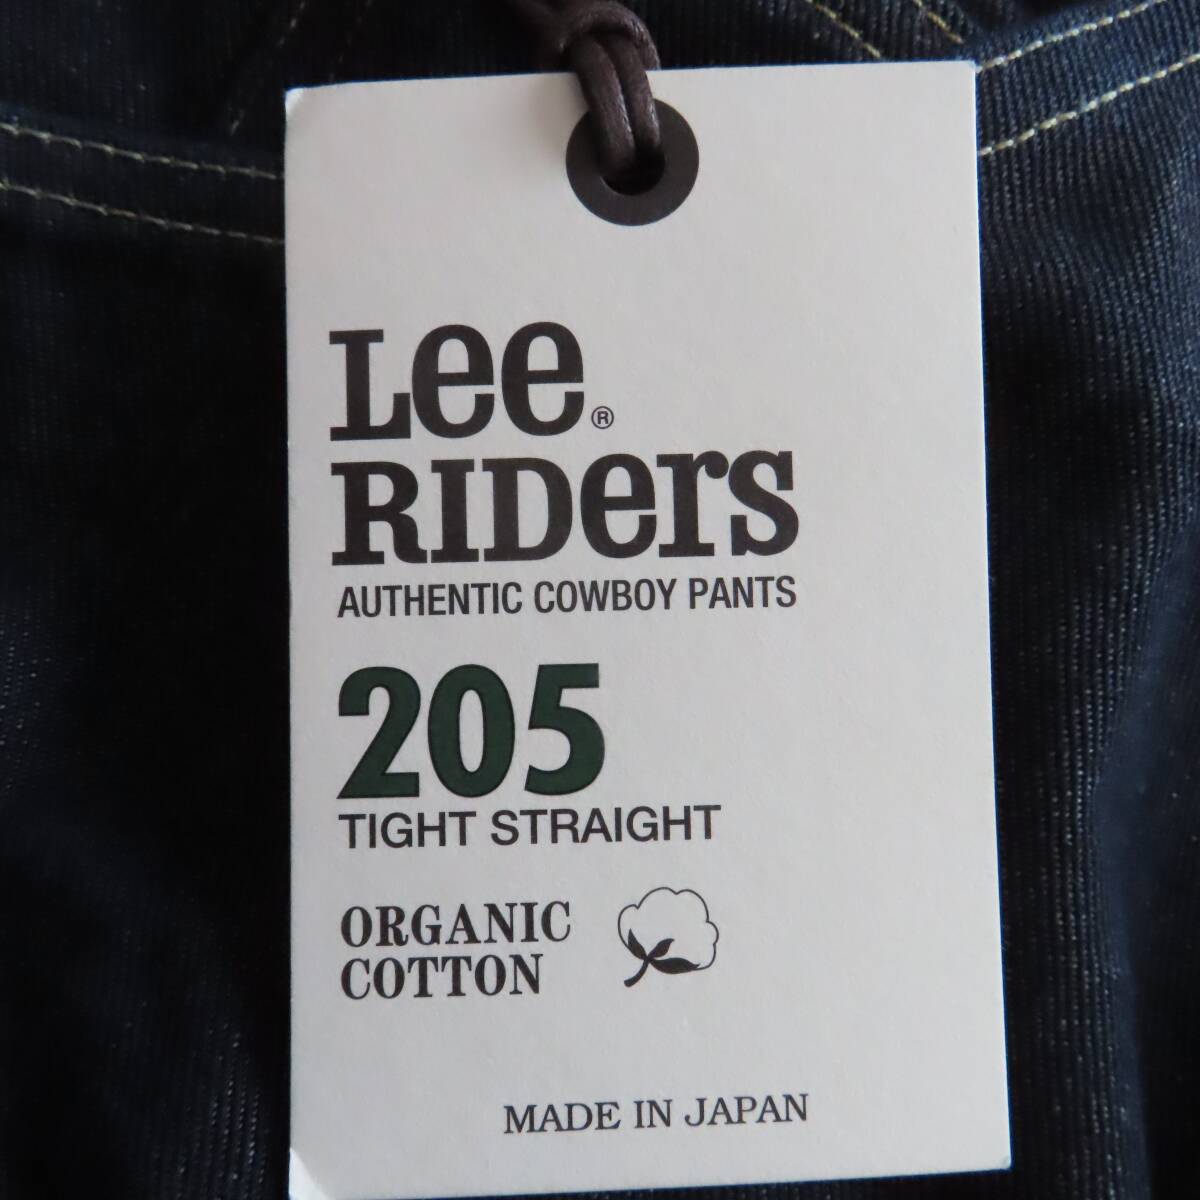 Lee®
RIDers
AUTHENTIC COWBOY PANTS
205
TIGHT STRAIGHT
ORGANIC
COTTON
MADE IN JAPAN